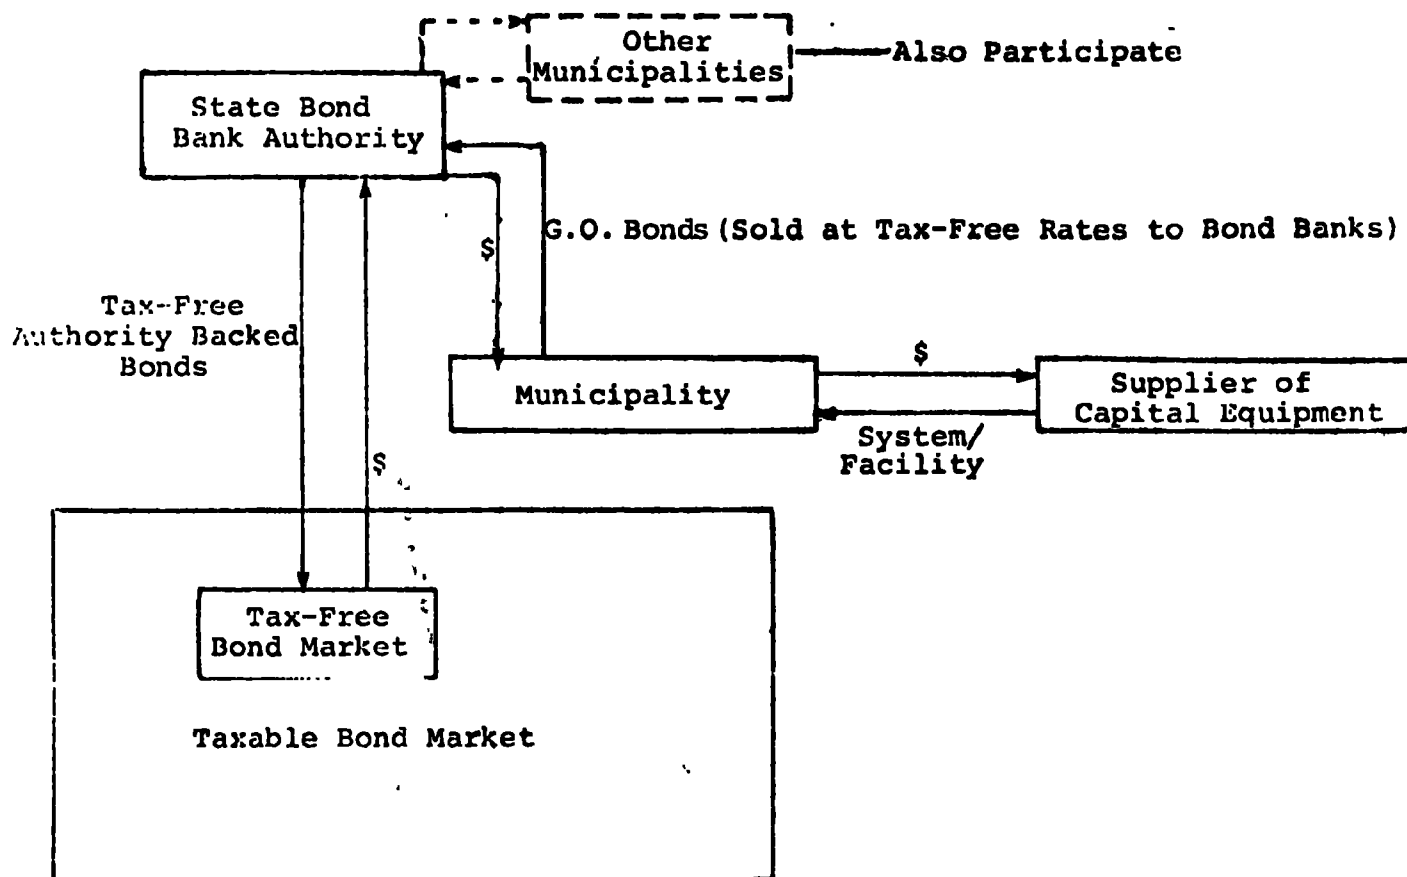 Other
Municipalities
Also Participate
State Bond
Bank Authority
G.O. Bonds (Sold at Tax-Free Rates to Bond Banks)
$
Tax-Free
Authority Backed
Bonds
$
Municipality
Supplier of
Capital Equipment
System/
Facility
$
Tax-Free
Bond Market
Taxable Bond Market